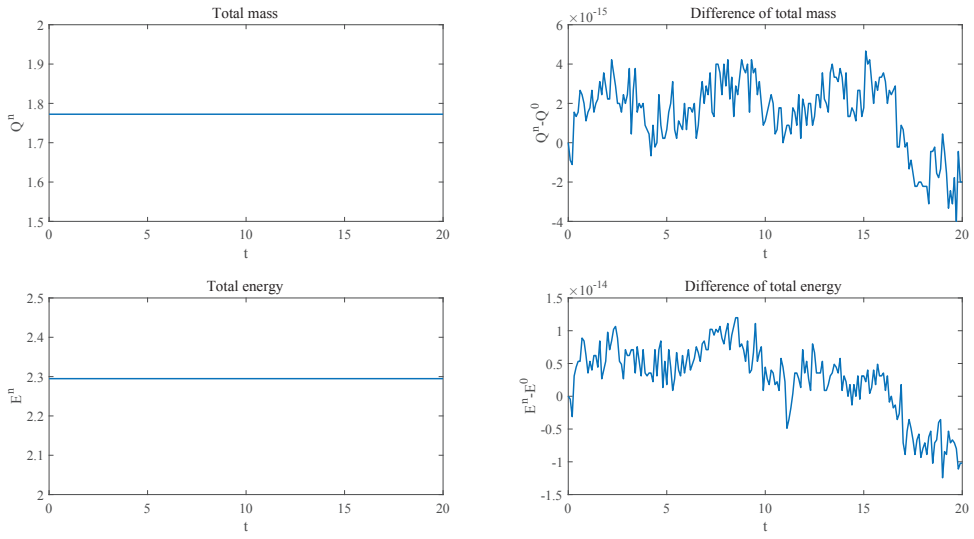 Total mass
2
1.9
1.8
1.7
1.6
1.5
Q^n
0 5 10 15 20
t
Difference of total mass
×10^-15
6
4
2
0
-2
-4
Q^n-Q^0
0 5 10 15 20
t
Total energy
2.5
2.4
2.3
2.2
2.1
2
E^n
0 5 10 15 20
t
Difference of total energy
×10^-14
1.5
1
0.5
0
-0.5
-1
-1.5
E^n-E^0
0 5 10 15 20
t